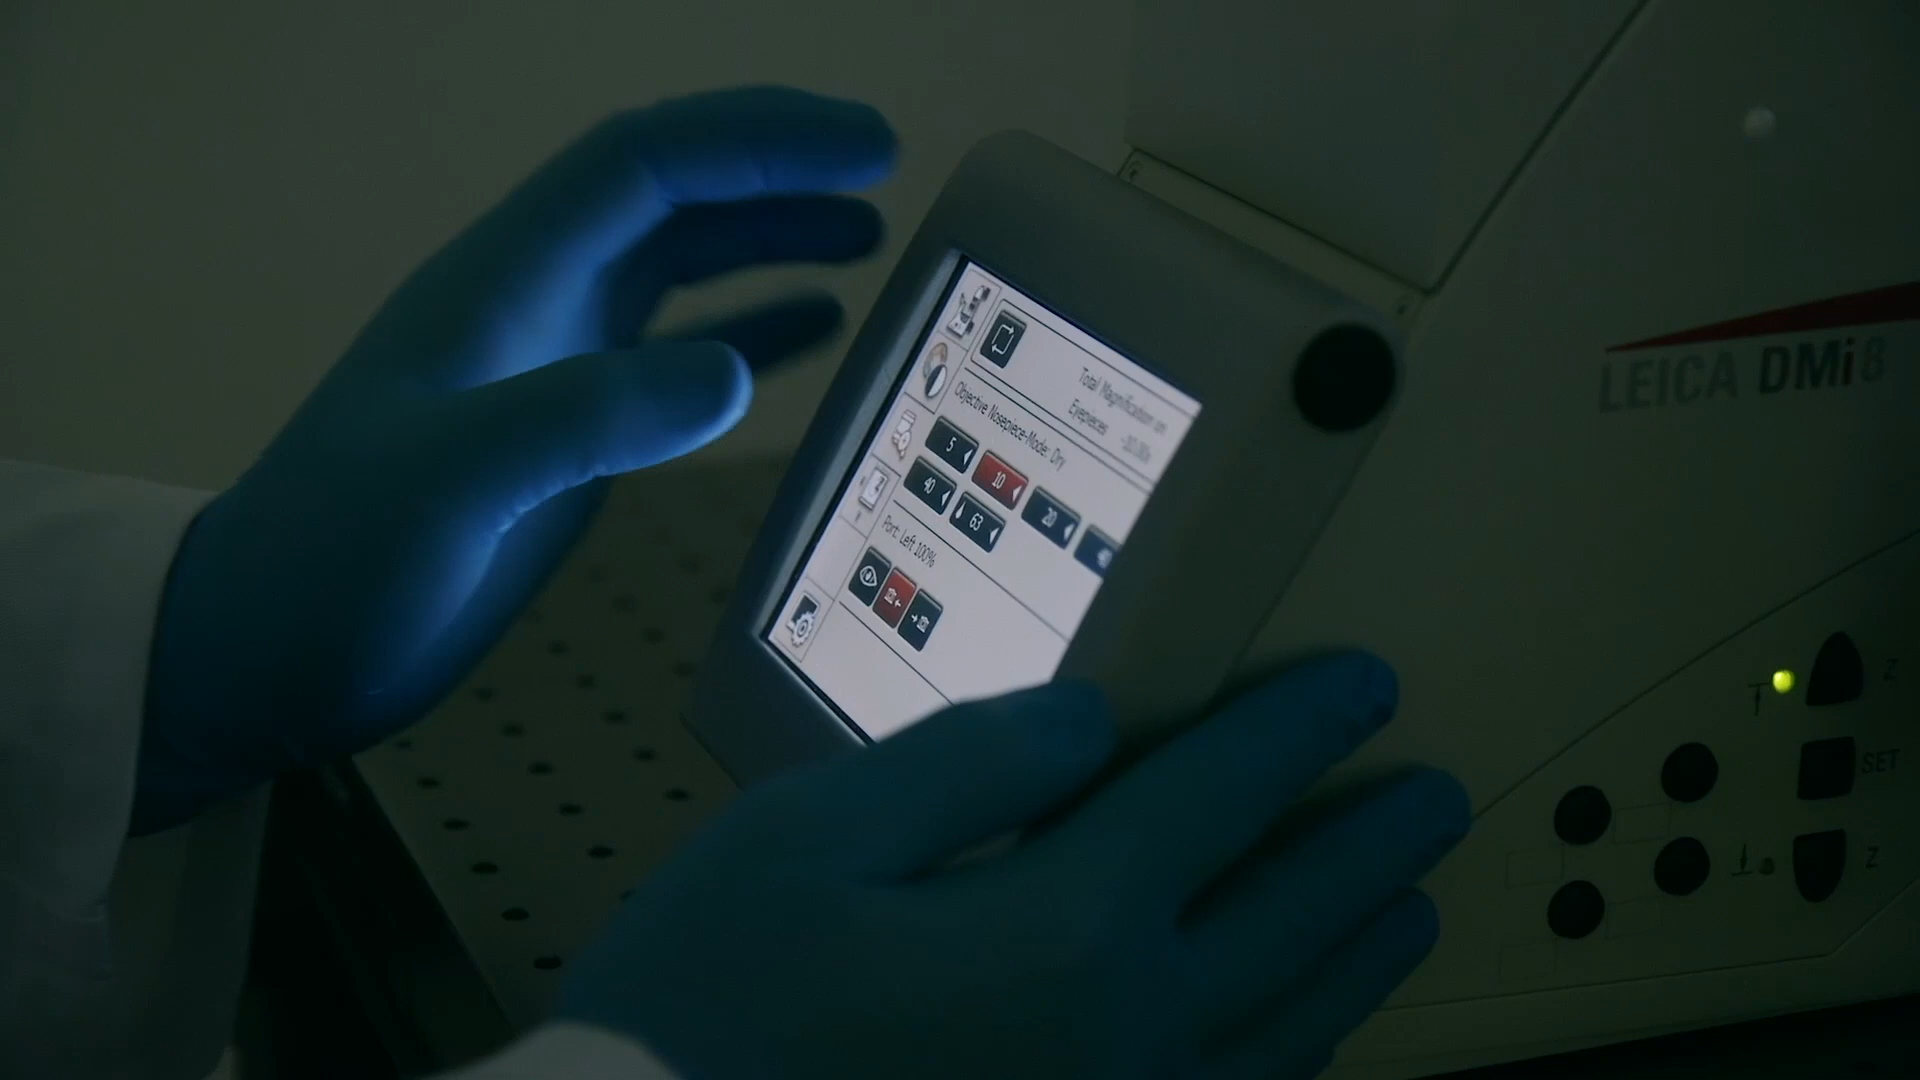 Total Magnification on
Eyepieces
Objective Nosepiece-Mode: Dry
5 10 20
40 63
Port: Left 100%
LEICA DMi8
Z
SET
Z